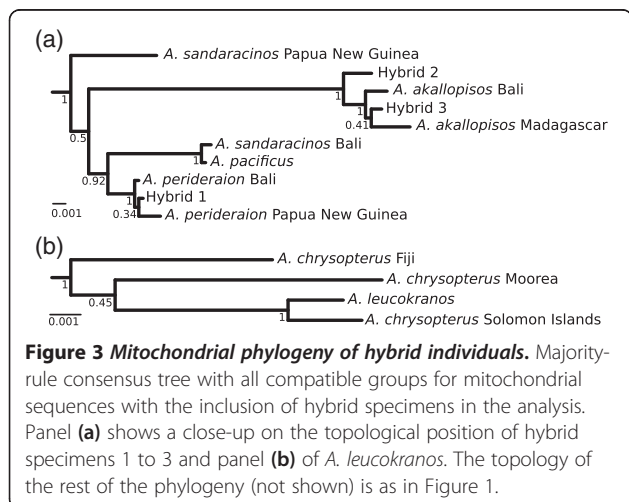 (a)
A. sandaracinos Papua New Guinea
Hybrid 2
1
1
A. akallopisos Bali
Hybrid 3
0.5
0.41
A. akallopisos Madagascar
A. sandaracinos Bali
1
A. pacificus
0.92
A. perideraion Bali
1
Hybrid 1
0.001
0.34
A. perideraion Papua New Guinea
(b)
A. chrysopterus Fiji
1
A. chrysopterus Moorea
0.45
A. leucokranos
0.001
1
A. chrysopterus Solomon Islands
Figure 3 Mitochondrial phylogeny of hybrid individuals. Majority-
rule consensus tree with all compatible groups for mitochondrial
sequences with the inclusion of hybrid specimens in the analysis.
Panel (a) shows a close-up on the topological position of hybrid
specimens 1 to 3 and panel (b) of A. leucokranos. The topology of
the rest of the phylogeny (not shown) is as in Figure 1.